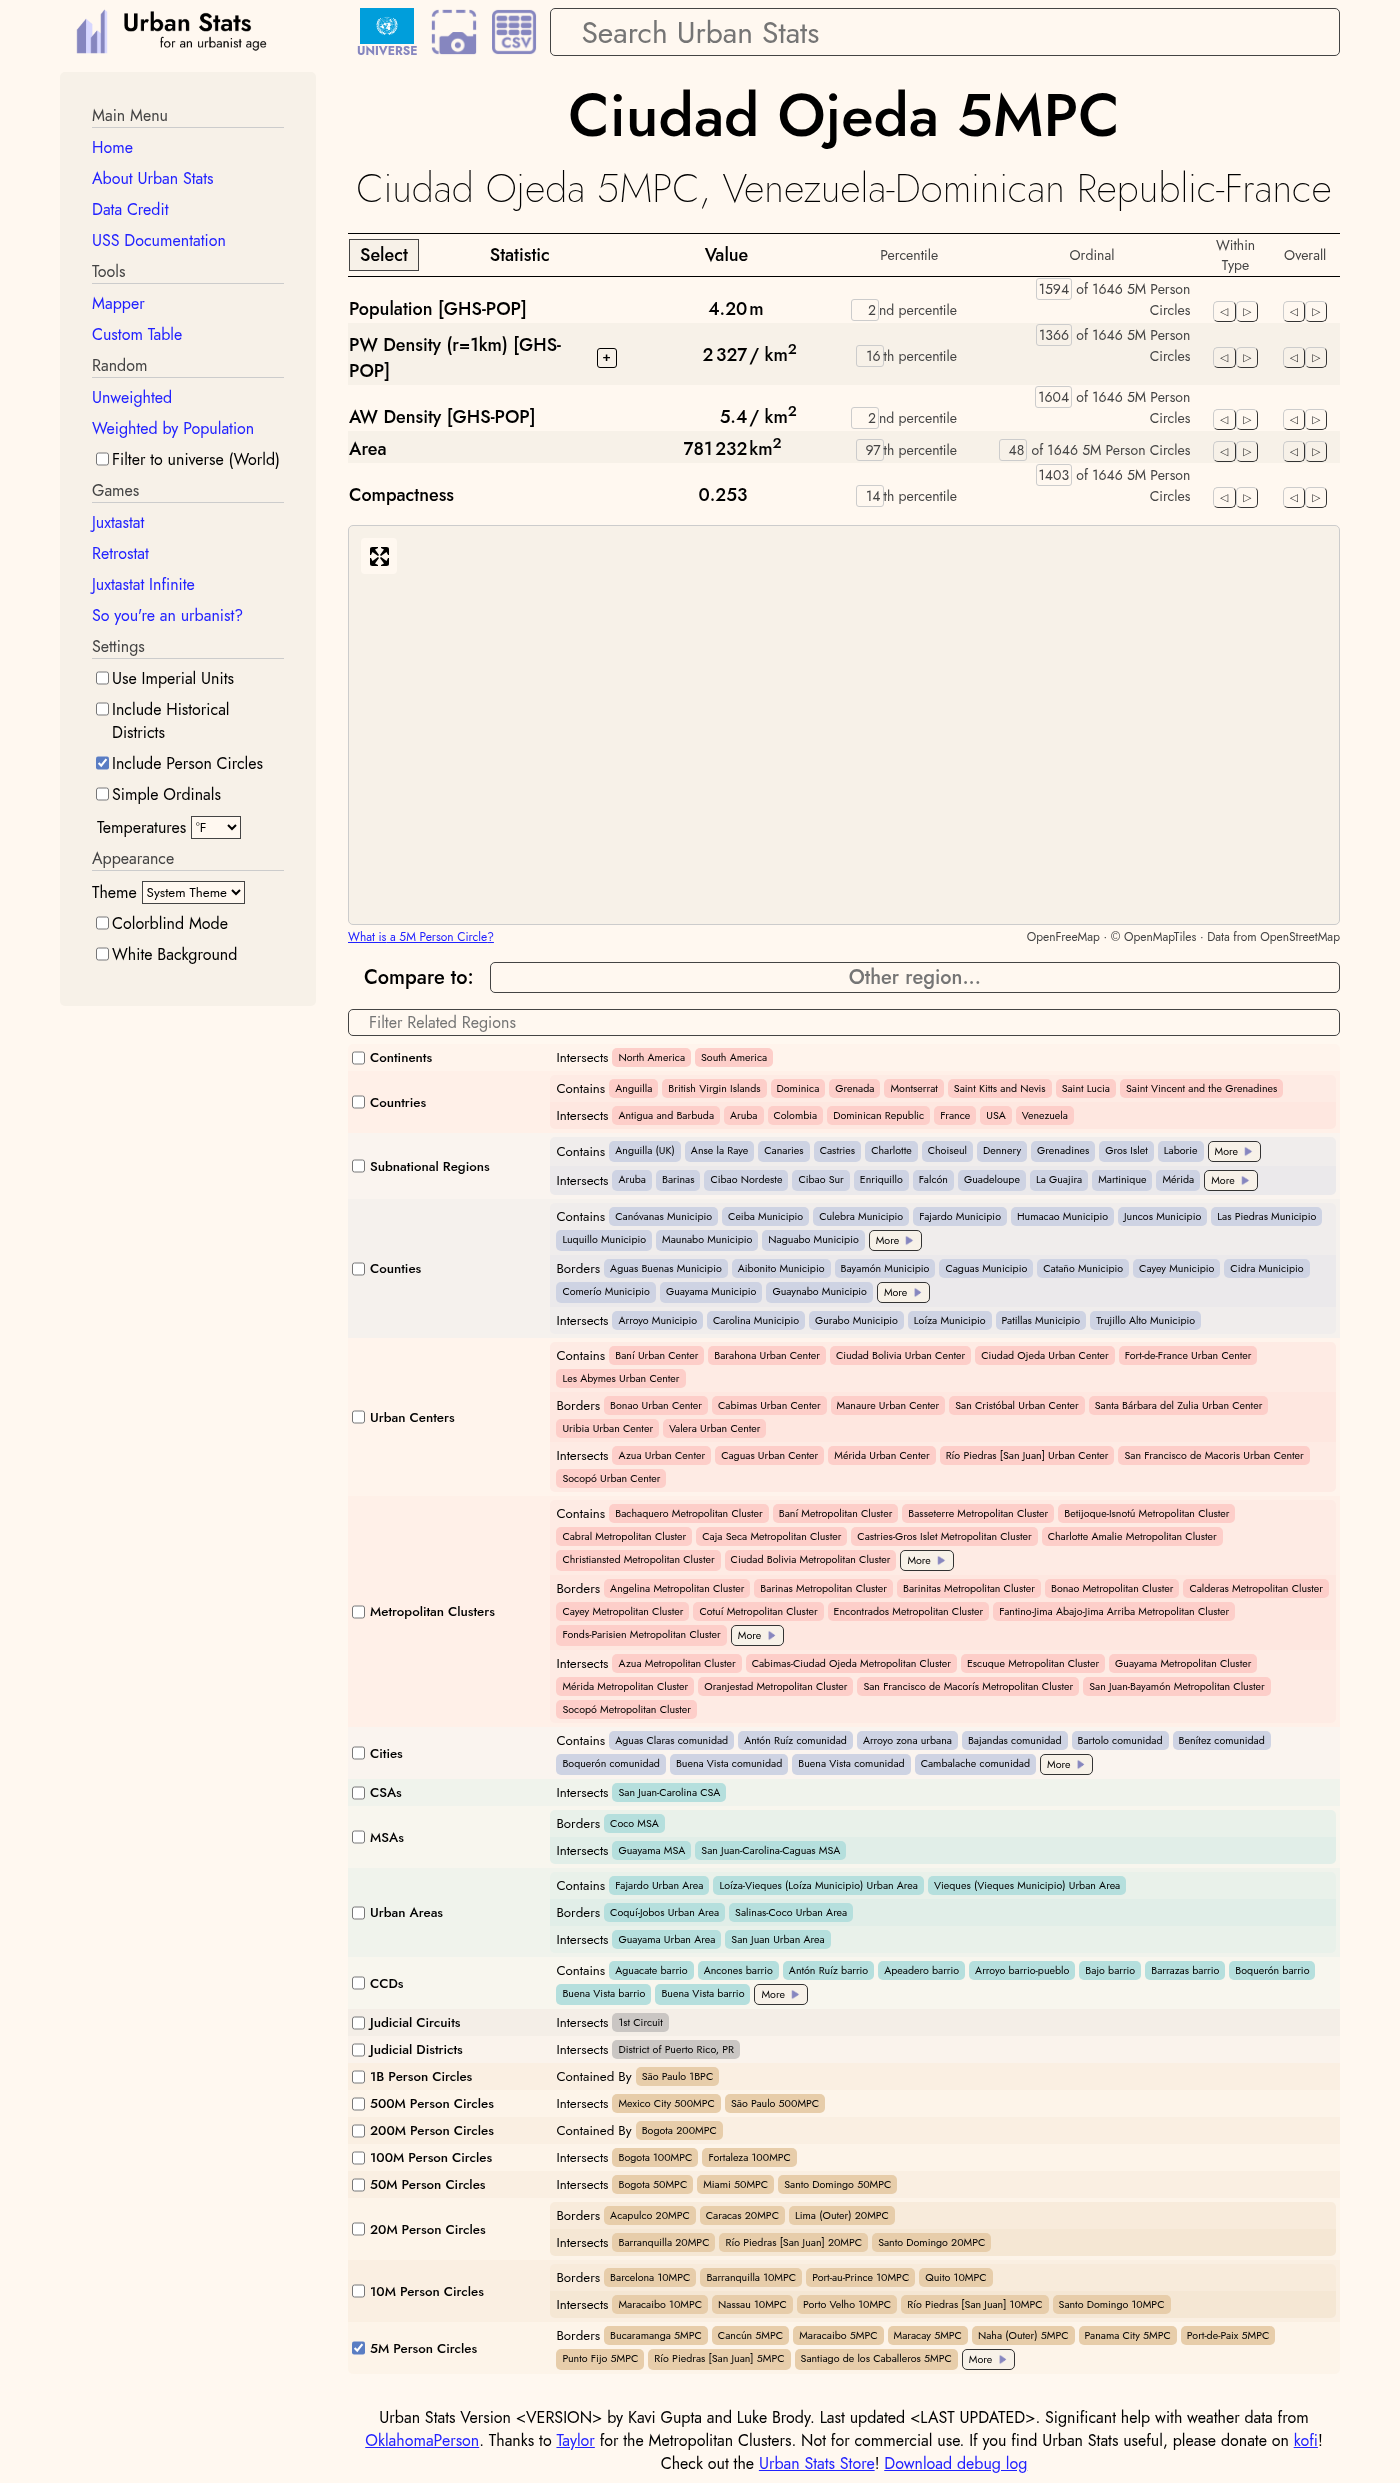 Urban Stats
for an urbanist age
UNIVERSE
CSV
Search Urban Stats
Main Menu
Home
About Urban Stats
Data Credit
USS Documentation
Tools
Mapper
Custom Table
Random
Unweighted
Weighted by Population
Filter to universe (World)
Games
Juxtastat
Retrostat
Juxtastat Infinite
So you're an urbanist?
Settings
Use Imperial Units
Include Historical
Districts
Include Person Circles
Simple Ordinals
Temperatures °F
Appearance
Theme System Theme
Colorblind Mode
White Background
Ciudad Ojeda 5MPC
Ciudad Ojeda 5MPC, Venezuela-Dominican Republic-France
Select Statistic Value Percentile Ordinal Within Type Overall
Population [GHS-POP] 4.20 m 2nd percentile 1594 of 1646 5M Person Circles
PW Density (r=1km) [GHS-POP] + 2 327 / km2 16th percentile 1366 of 1646 5M Person Circles
AW Density [GHS-POP] 5.4 / km2 2nd percentile 1604 of 1646 5M Person Circles
Area 781 232 km2 97th percentile 48 of 1646 5M Person Circles
Compactness 0.253 14th percentile 1403 of 1646 5M Person Circles
What is a 5M Person Circle? OpenFreeMap · © OpenMapTiles · Data from OpenStreetMap
Compare to: Other region...
Filter Related Regions
Continents
Intersects North America South America
Countries
Contains Anguilla British Virgin Islands Dominica Grenada Montserrat Saint Kitts and Nevis Saint Lucia Saint Vincent and the Grenadines
Intersects Antigua and Barbuda Aruba Colombia Dominican Republic France USA Venezuela
Subnational Regions
Contains Anguilla (UK) Anse la Raye Canaries Castries Charlotte Choiseul Dennery Grenadines Gros Islet Laborie More
Intersects Aruba Barinas Cibao Nordeste Cibao Sur Enriquillo Falcón Guadeloupe La Guajira Martinique Mérida More
Counties
Contains Canóvanas Municipio Ceiba Municipio Culebra Municipio Fajardo Municipio Humacao Municipio Juncos Municipio Las Piedras Municipio
Luquillo Municipio Maunabo Municipio Naguabo Municipio More
Borders Aguas Buenas Municipio Aibonito Municipio Bayamón Municipio Caguas Municipio Cataño Municipio Cayey Municipio Cidra Municipio
Comerío Municipio Guayama Municipio Guaynabo Municipio More
Intersects Arroyo Municipio Carolina Municipio Gurabo Municipio Loíza Municipio Patillas Municipio Trujillo Alto Municipio
Urban Centers
Contains Baní Urban Center Barahona Urban Center Ciudad Bolivia Urban Center Ciudad Ojeda Urban Center Fort-de-France Urban Center
Les Abymes Urban Center
Borders Bonao Urban Center Cabimas Urban Center Manaure Urban Center San Cristóbal Urban Center Santa Bárbara del Zulia Urban Center
Uribia Urban Center Valera Urban Center
Intersects Azua Urban Center Caguas Urban Center Mérida Urban Center Río Piedras [San Juan] Urban Center San Francisco de Macoris Urban Center
Socopó Urban Center
Metropolitan Clusters
Contains Bachaquero Metropolitan Cluster Baní Metropolitan Cluster Basseterre Metropolitan Cluster Betijoque-Isnotú Metropolitan Cluster
Cabral Metropolitan Cluster Caja Seca Metropolitan Cluster Castries-Gros Islet Metropolitan Cluster Charlotte Amalie Metropolitan Cluster
Christiansted Metropolitan Cluster Ciudad Bolivia Metropolitan Cluster More
Borders Angelina Metropolitan Cluster Barinas Metropolitan Cluster Barinitas Metropolitan Cluster Bonao Metropolitan Cluster Calderas Metropolitan Cluster
Cayey Metropolitan Cluster Cotuí Metropolitan Cluster Encontrados Metropolitan Cluster Fantino-Jima Abajo-Jima Arriba Metropolitan Cluster
Fonds-Parisien Metropolitan Cluster More
Intersects Azua Metropolitan Cluster Cabimas-Ciudad Ojeda Metropolitan Cluster Escuque Metropolitan Cluster Guayama Metropolitan Cluster
Mérida Metropolitan Cluster Oranjestad Metropolitan Cluster San Francisco de Macorís Metropolitan Cluster San Juan-Bayamón Metropolitan Cluster
Socopó Metropolitan Cluster
Cities
Contains Aguas Claras comunidad Antón Ruíz comunidad Arroyo zona urbana Bajandas comunidad Bartolo comunidad Benítez comunidad
Boquerón comunidad Buena Vista comunidad Buena Vista comunidad Cambalache comunidad More
CSAs
Intersects San Juan-Carolina CSA
MSAs
Borders Coco MSA
Intersects Guayama MSA San Juan-Carolina-Caguas MSA
Urban Areas
Contains Fajardo Urban Area Loíza-Vieques (Loíza Municipio) Urban Area Vieques (Vieques Municipio) Urban Area
Borders Coquí-Jobos Urban Area Salinas-Coco Urban Area
Intersects Guayama Urban Area San Juan Urban Area
CCDs
Contains Aguacate barrio Ancones barrio Antón Ruíz barrio Apeadero barrio Arroyo barrio-pueblo Bajo barrio Barrazas barrio Boquerón barrio
Buena Vista barrio Buena Vista barrio More
Judicial Circuits
Intersects 1st Circuit
Judicial Districts
Intersects District of Puerto Rico, PR
1B Person Circles
Contained By São Paulo 1BPC
500M Person Circles
Intersects Mexico City 500MPC São Paulo 500MPC
200M Person Circles
Contained By Bogota 200MPC
100M Person Circles
Intersects Bogota 100MPC Fortaleza 100MPC
50M Person Circles
Intersects Bogota 50MPC Miami 50MPC Santo Domingo 50MPC
20M Person Circles
Borders Acapulco 20MPC Caracas 20MPC Lima (Outer) 20MPC
Intersects Barranquilla 20MPC Río Piedras [San Juan] 20MPC Santo Domingo 20MPC
10M Person Circles
Borders Barcelona 10MPC Barranquilla 10MPC Port-au-Prince 10MPC Quito 10MPC
Intersects Maracaibo 10MPC Nassau 10MPC Porto Velho 10MPC Río Piedras [San Juan] 10MPC Santo Domingo 10MPC
5M Person Circles
Borders Bucaramanga 5MPC Cancún 5MPC Maracaibo 5MPC Maracay 5MPC Naha (Outer) 5MPC Panama City 5MPC Port-de-Paix 5MPC
Punto Fijo 5MPC Río Piedras [San Juan] 5MPC Santiago de los Caballeros 5MPC More
Urban Stats Version <VERSION> by Kavi Gupta and Luke Brody. Last updated <LAST UPDATED>. Significant help with weather data from
OklahomaPerson. Thanks to Taylor for the Metropolitan Clusters. Not for commercial use. If you find Urban Stats useful, please donate on kofi!
Check out the Urban Stats Store! Download debug log